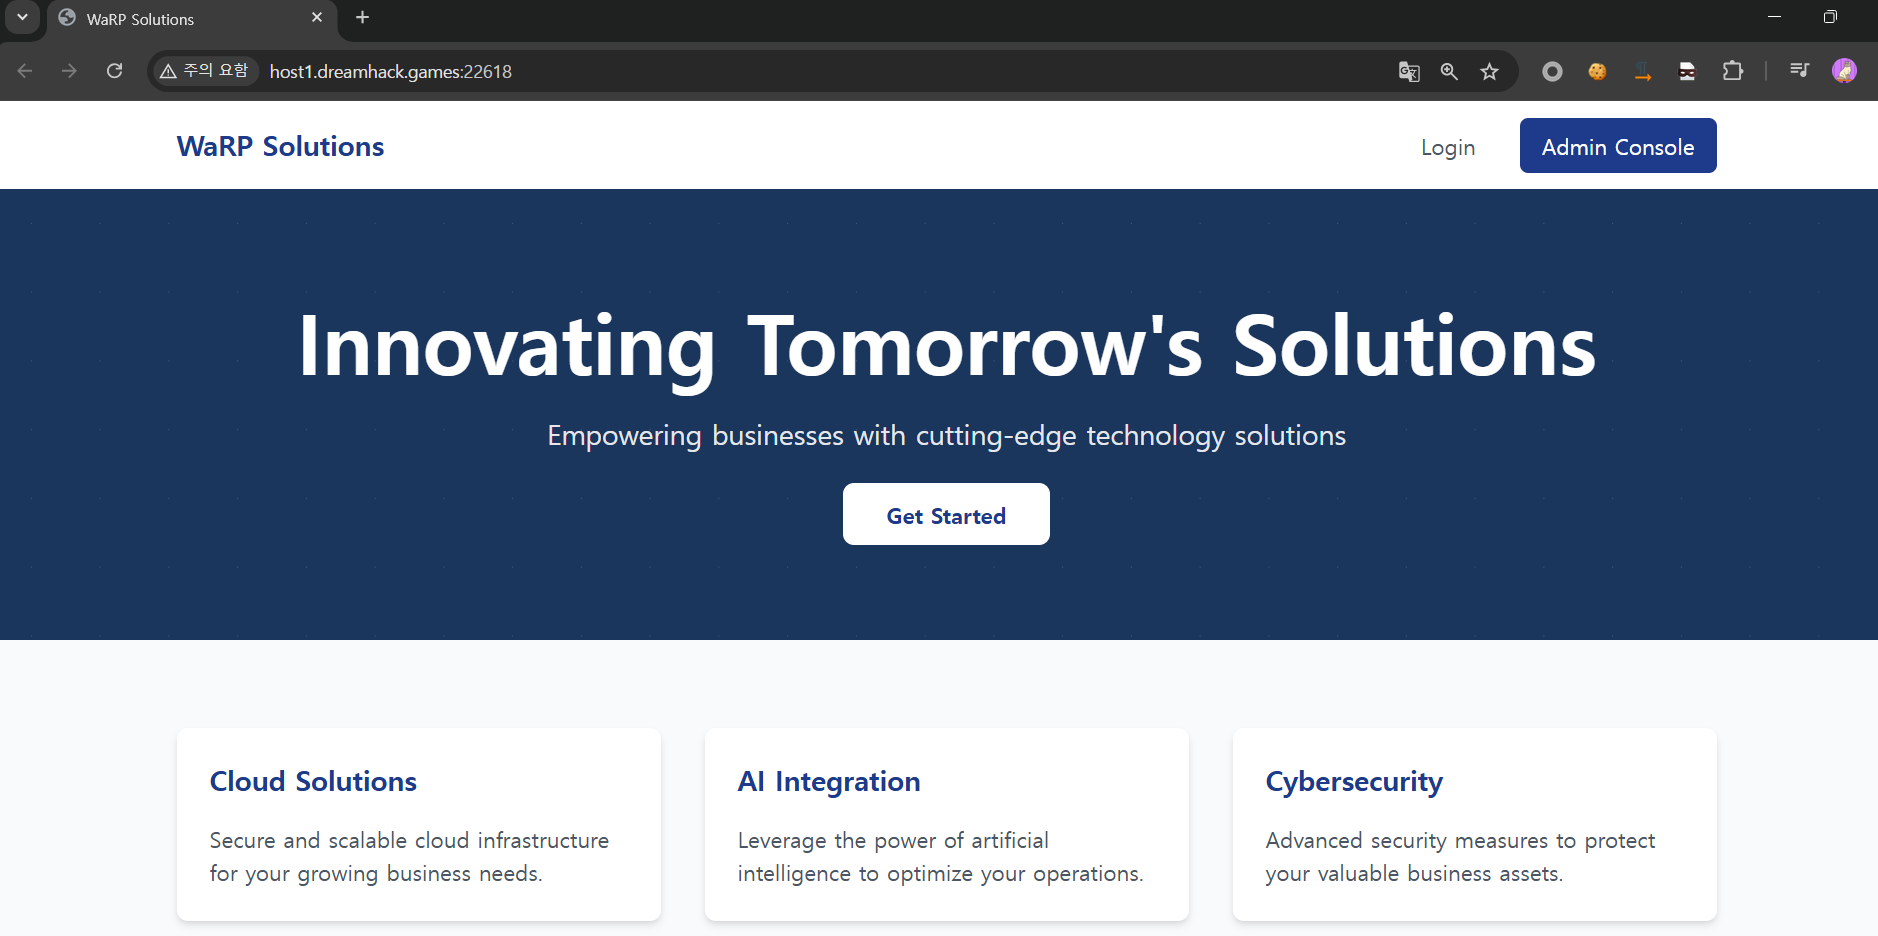 WaRP Solutions
주의 요함
host1.dreamhack.games:22618
WaRP Solutions
Login
Admin Console
Innovating Tomorrow's Solutions
Empowering businesses with cutting-edge technology solutions
Get Started
Cloud Solutions
Secure and scalable cloud infrastructure
for your growing business needs.
AI Integration
Leverage the power of artificial
intelligence to optimize your operations.
Cybersecurity
Advanced security measures to protect
your valuable business assets.